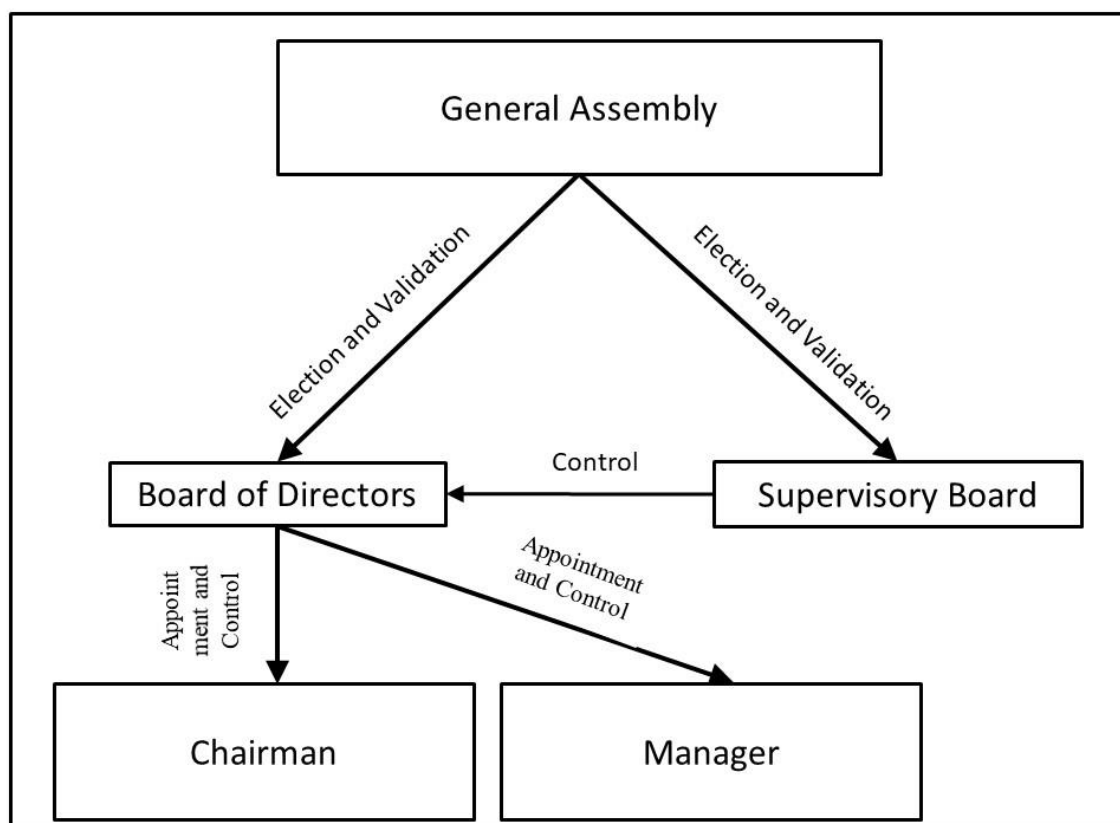 General Assembly
Election and Validation
Election and Validation
Control
Board of Directors
Supervisory Board
Appoint
ment and
Control
Appointment
and Control
Chairman
Manager